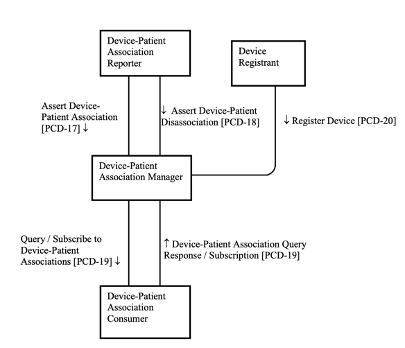 Device-Patient
Association
Reporter
Device
Registrant
Assert Device-
Patient Association
[PCD-17] ↓
↓ Assert Device-Patient
Disassociation [PCD-18]
↓ Register Device [PCD-20]
Device-Patient
Association Manager
Query / Subscribe to
Device-Patient
Associations [PCD-19] ↓
↑ Device-Patient Association Query
Response / Subscription [PCD-19]
Device-Patient
Association
Consumer